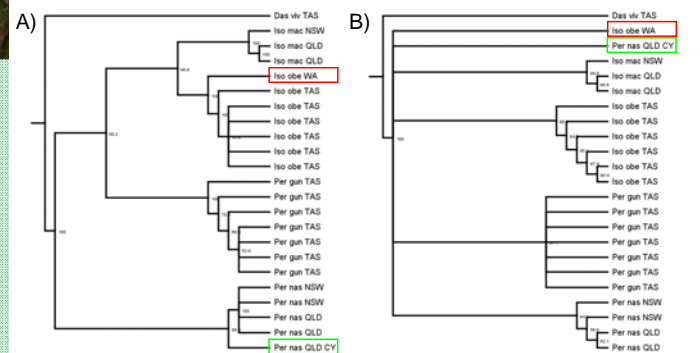 A)
Das viv TAS
Iso mac NSW
Iso mac QLD
Iso mac QLD
Iso obe WA
Iso obe TAS
Iso obe TAS
Iso obe TAS
Iso obe TAS
Iso obe TAS
Iso obe TAS
Per gun TAS
Per gun TAS
Per gun TAS
Per gun TAS
Per gun TAS
Per gun TAS
Per gun TAS
Per nas NSW
Per nas NSW
Per nas QLD
Per nas QLD
Per nas QLD CY
100
B)
Das viv TAS
Iso obe WA
Per nas QLD CY
Iso mac NSW
Iso mac QLD
Iso mac QLD
Iso obe TAS
Iso obe TAS
Iso obe TAS
Iso obe TAS
Iso obe TAS
Iso obe TAS
Per gun TAS
Per gun TAS
Per gun TAS
Per gun TAS
Per gun TAS
Per gun TAS
Per gun TAS
Per nas NSW
Per nas NSW
Per nas QLD
Per nas QLD
100